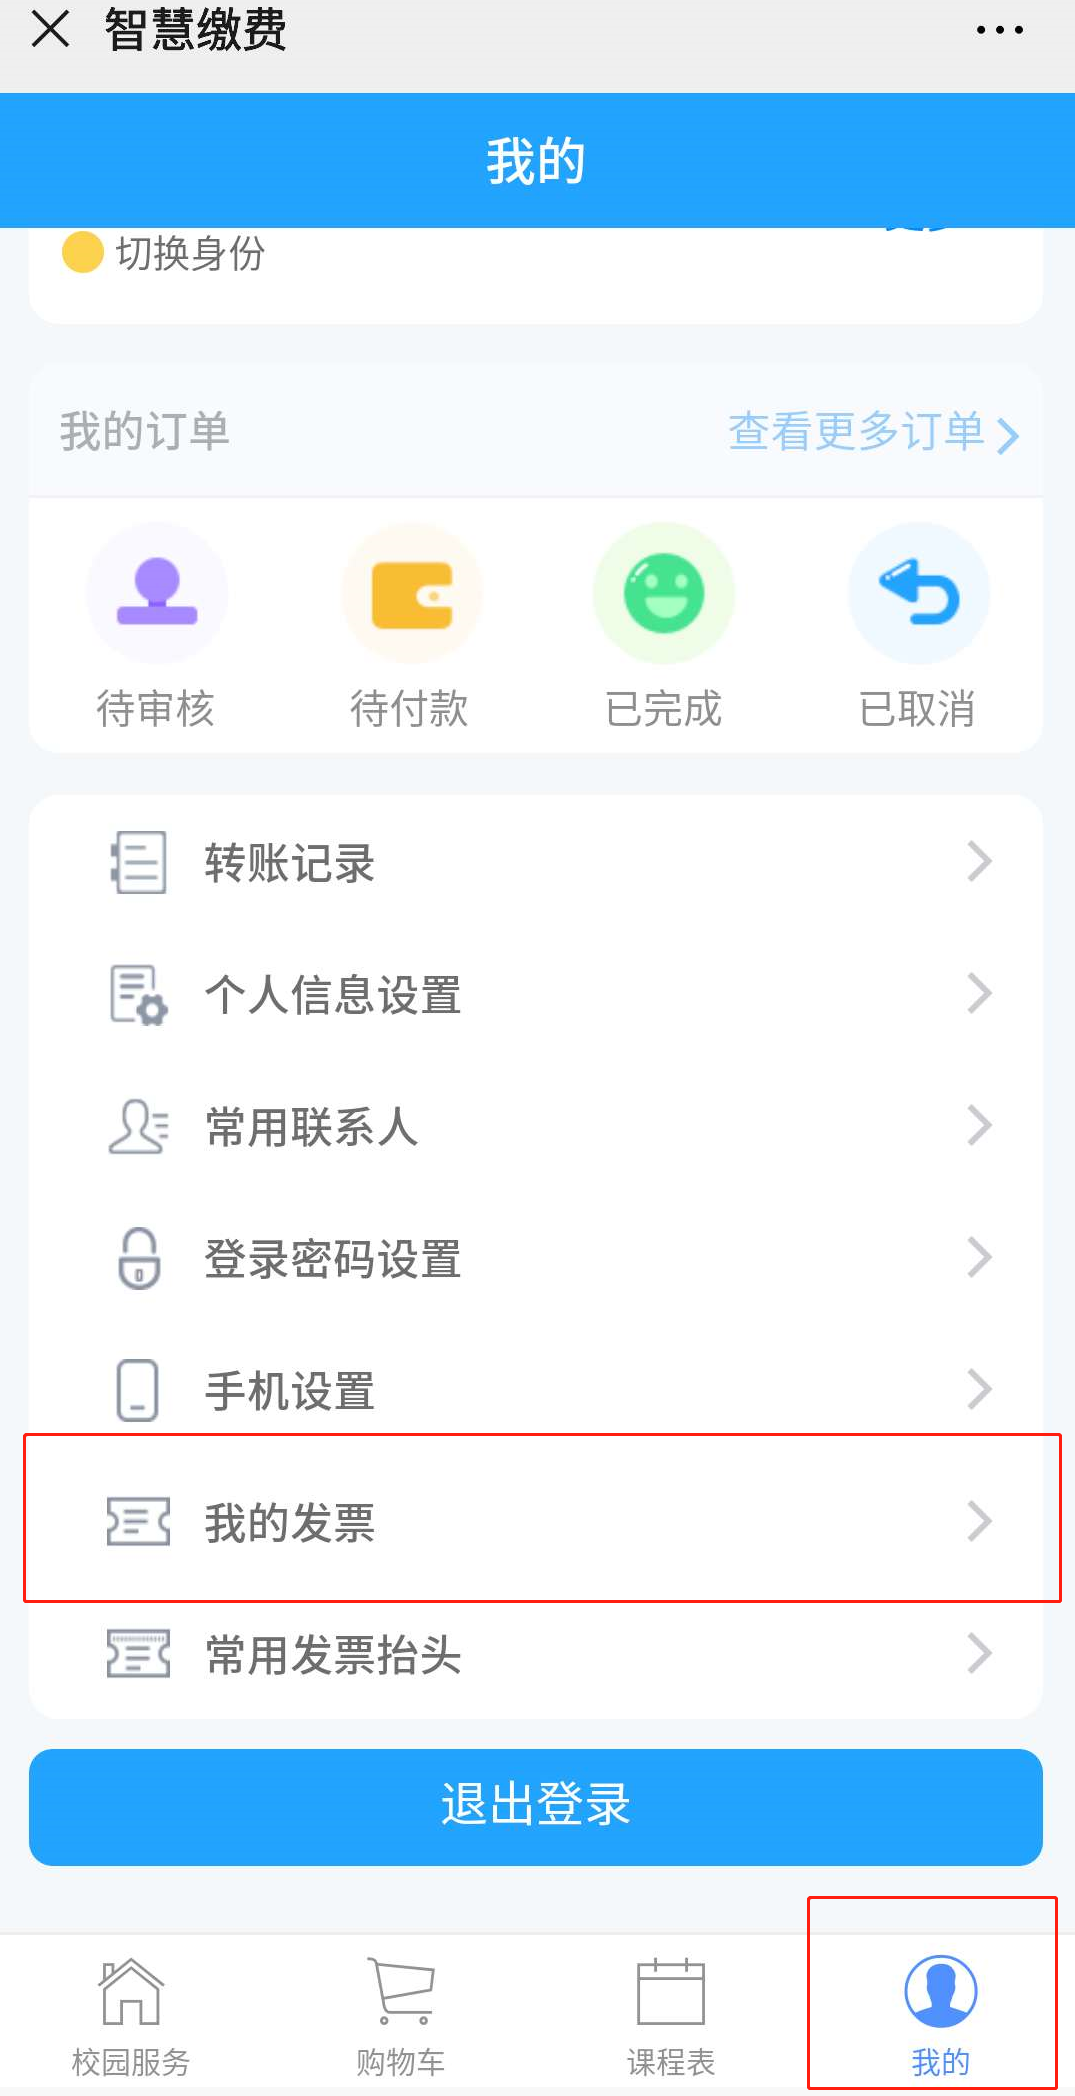 智慧缴费
我的
切换身份
我的订单 查看更多订单
待审核 待付款 已完成 已取消
转账记录
个人信息设置
常用联系人
登录密码设置
手机设置
我的发票
常用发票抬头
退出登录
校园服务 购物车 课程表 我的